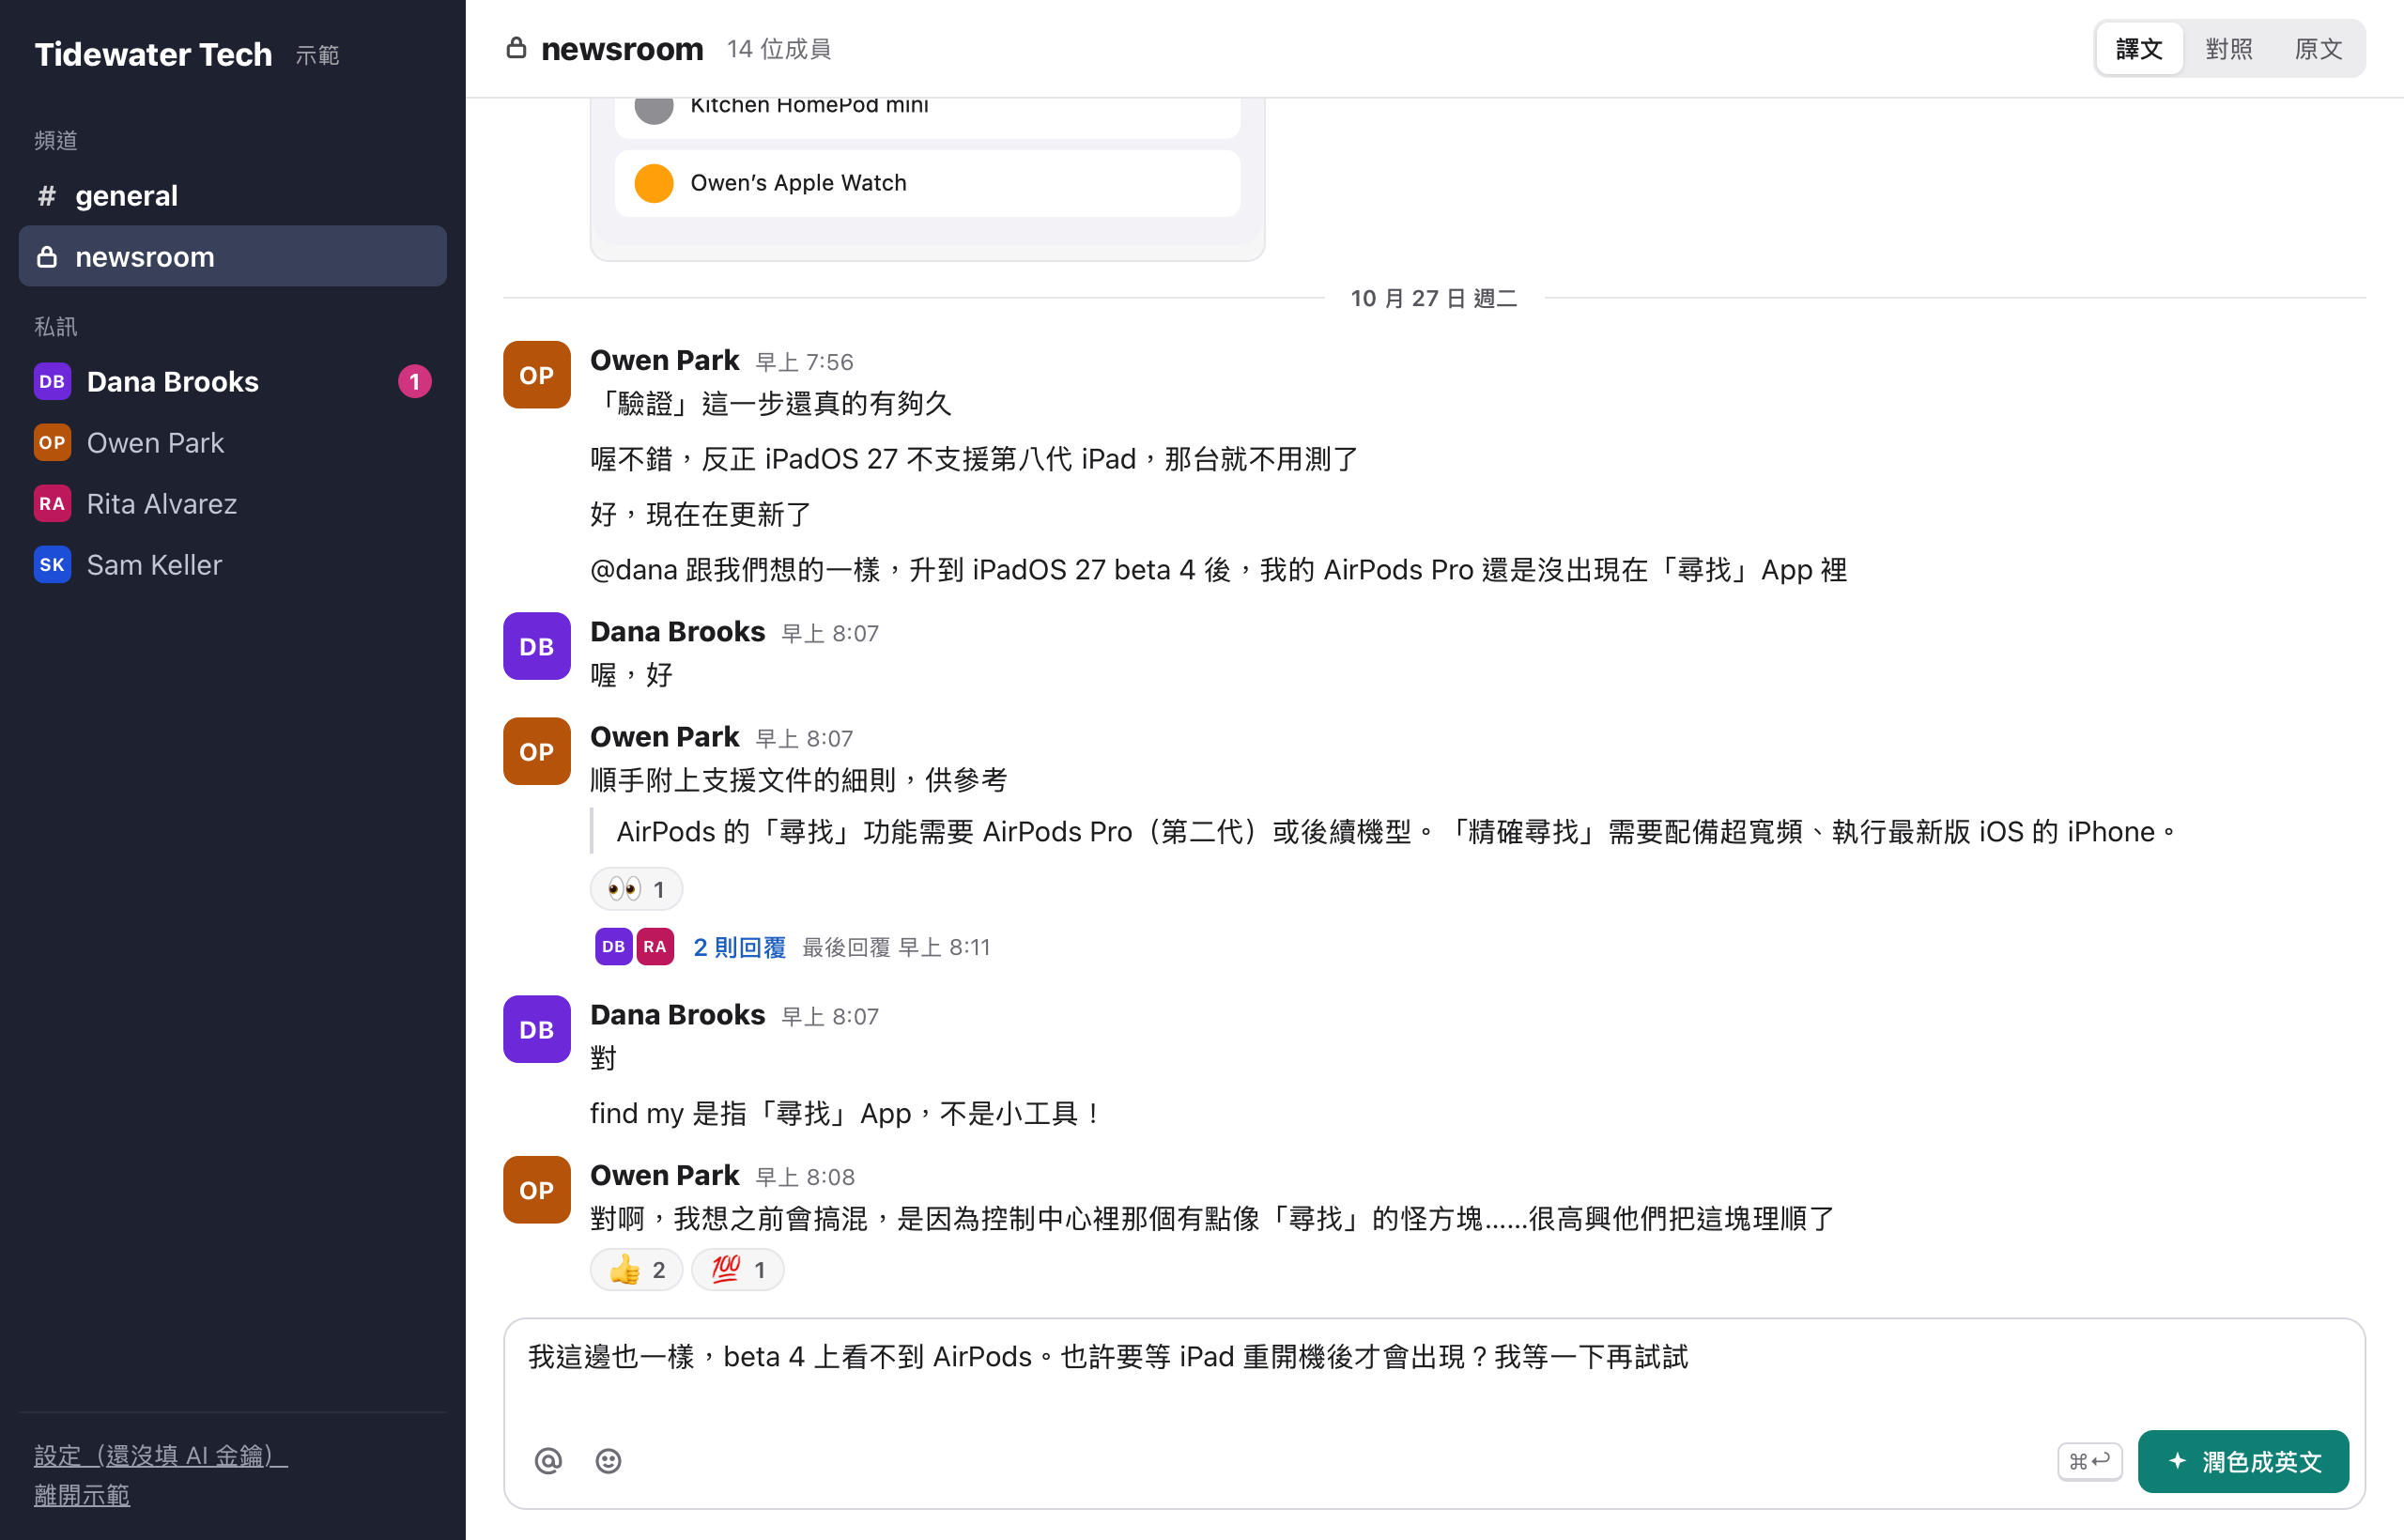 Tidewater Tech 示範
頻道
# general
newsroom
私訊
DB Dana Brooks 1
OP Owen Park
RA Rita Alvarez
SK Sam Keller
設定（還沒填 AI 金鑰）
離開示範
newsroom 14 位成員
譯文 對照 原文
Kitchen HomePod mini
Owen’s Apple Watch
10 月 27 日 週二
OP Owen Park 早上 7:56
「驗證」這一步還真的有夠久
喔不錯，反正 iPadOS 27 不支援第八代 iPad，那台就不用測了
好，現在在更新了
@dana 跟我們想的一樣，升到 iPadOS 27 beta 4 後，我的 AirPods Pro 還是沒出現在「尋找」App 裡
DB Dana Brooks 早上 8:07
喔，好
OP Owen Park 早上 8:07
順手附上支援文件的細則，供參考
AirPods 的「尋找」功能需要 AirPods Pro（第二代）或後續機型。「精確尋找」需要配備超寬頻、執行最新版 iOS 的 iPhone。
👀 1
DB RA 2 則回覆 最後回覆 早上 8:11
DB Dana Brooks 早上 8:07
對
find my 是指「尋找」App，不是小工具！
OP Owen Park 早上 8:08
對啊，我想之前會搞混，是因為控制中心裡那個有點像「尋找」的怪方塊……很高興他們把這塊理順了
👍 2 💯 1
我這邊也一樣，beta 4 上看不到 AirPods。也許要等 iPad 重開機後才會出現？我等一下再試試
⌘↩ 潤色成英文